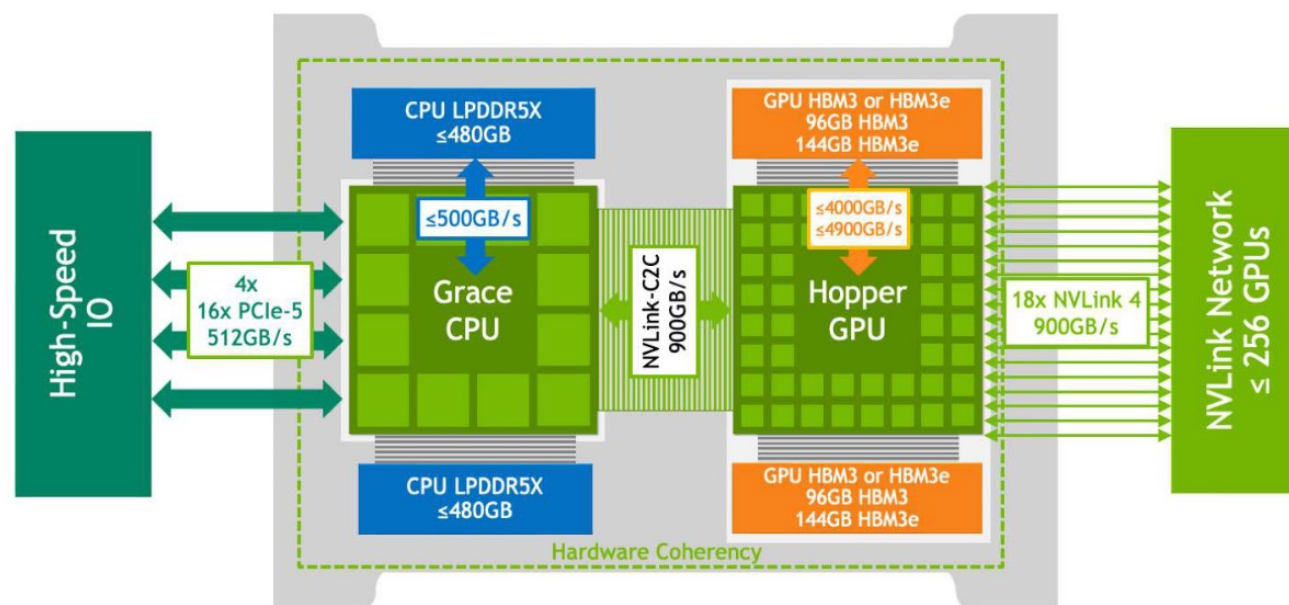 High-Speed
IO
4x
16x PCIe-5
512GB/s
CPU LPDDR5X
≤480GB
≤500GB/s
Grace
CPU
CPU LPDDR5X
≤480GB
NVLink-C2C
900GB/s
GPU HBM3 or HBM3e
96GB HBM3
144GB HBM3e
≤4000GB/s
≤4900GB/s
Hopper
GPU
GPU HBM3 or HBM3e
96GB HBM3
144GB HBM3e
Hardware Coherency
18x NVLink 4
900GB/s
NVLink Network
≤ 256 GPUs